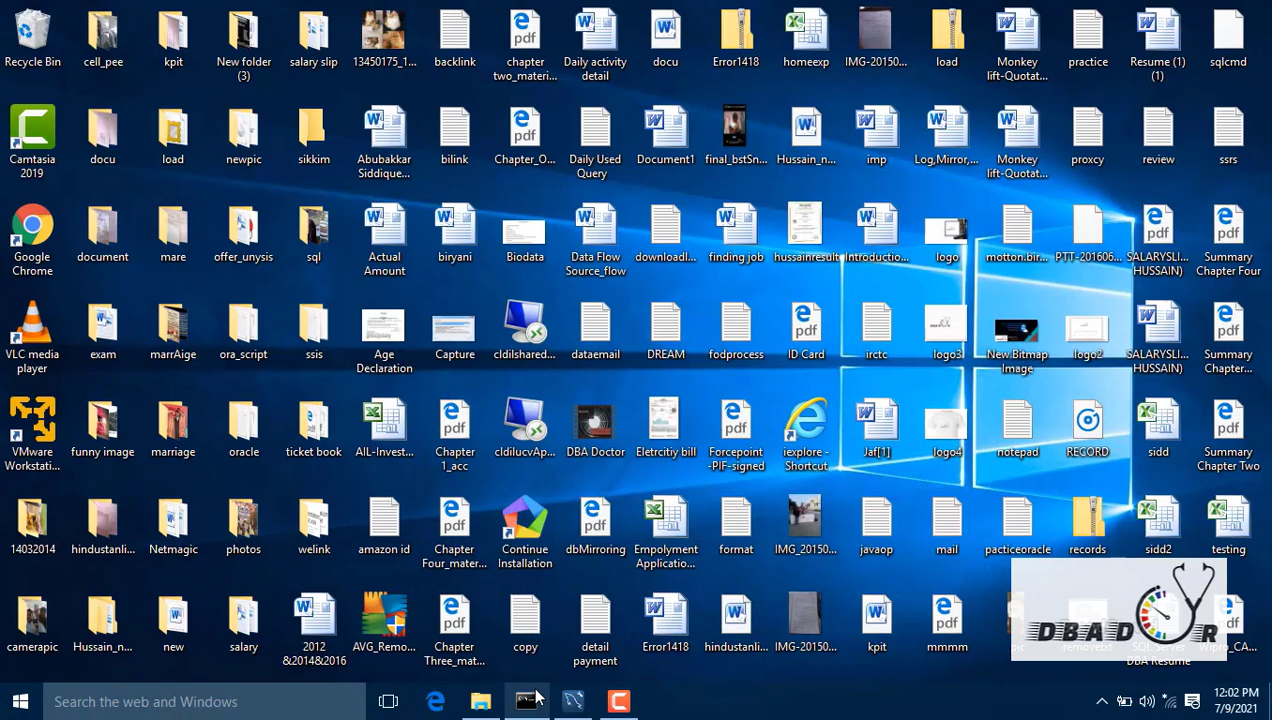 Recycle Bin
cell_pee
kpit
New folder
(3)
salary slip
13450175_1...
backlink
chapter
two_materi...
Daily activity
detail
docu
Error1418
homeexp
IMG-20150...
load
Monkey
lift-Quotat...
practice
Resume (1)
(1)
sqlcmd
Camtasia
2019
docu
load
newpic
sikkim
Abubakkar
Siddique...
bilink
Chapter_O...
Daily Used
Query
Document1
final_bstSn...
Hussain_n...
imp
Log,Mirror,...
Monkey
lift-Quotat...
proxcy
review
ssrs
Google
Chrome
document
mare
offer_unysis
sql
Actual
Amount
biryani
Biodata
Data Flow
Source_flow
downloadl...
finding job
hussainresult
Introductio...
logo
motton.bir...
PTT-201606...
SALARYSLI...
HUSSAIN)
Summary
Chapter Four
VLC media
player
exam
marrAige
ora_script
ssis
Age
Declaration
Capture
cldilshared...
dataemail
DREAM
fodprocess
ID Card
irctc
logo3
New Bitmap
Image
logo2
SALARYSLI...
HUSSAIN)
Summary
Chapter...
VMware
Workstati...
funny image
marriage
oracle
ticket book
AIL-Invest...
Chapter
1_acc
cldilucvAp...
DBA Doctor
Eletrcitiy bill
Forcepoint
-PIF-signed
iexplore -
Shortcut
Jaf[1]
logo4
notepad
RECORD
sidd
Summary
Chapter Two
14032014
hindustanli...
Netmagic
photos
welink
amazon id
Chapter
Four_mater...
Continue
Installation
dbMirroring
Empolyment
Applicatio...
format
IMG_20150...
javaop
mail
pacticeoracle
records
sidd2
testing
camerapic
Hussain_n...
new
salary
2012
&2014&2016
AVG_Remo...
Chapter
Three_mat...
copy
detail
payment
Error1418
hindustanli...
IMG-20150...
kpit
mmmm
pic
removetxt
SQL Server
DBA Resume
Wipro_CA...
DBA DOCTOR
Search the web and Windows
12:02 PM
7/9/2021